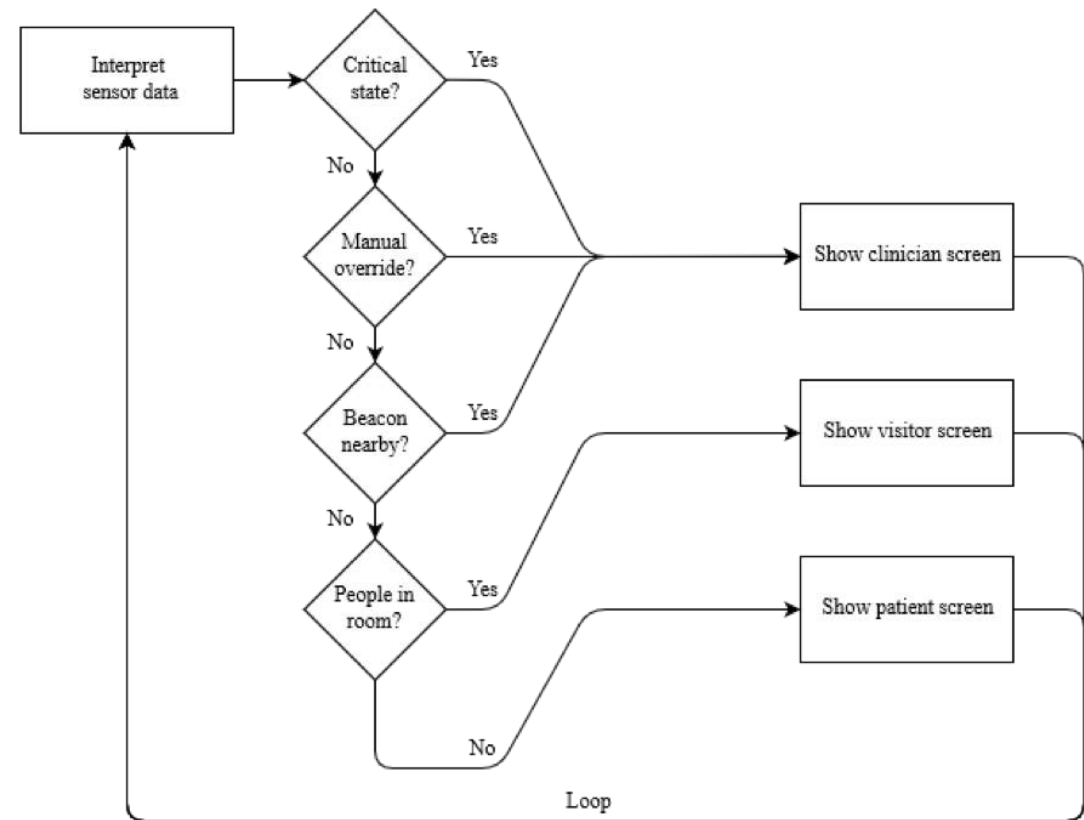 Interpret
sensor data
Critical
state?
Yes
No
Manual
override?
Yes
Show clinician screen
No
Beacon
nearby?
Yes
Show visitor screen
No
People in
room?
Yes
Show patient screen
No
Loop